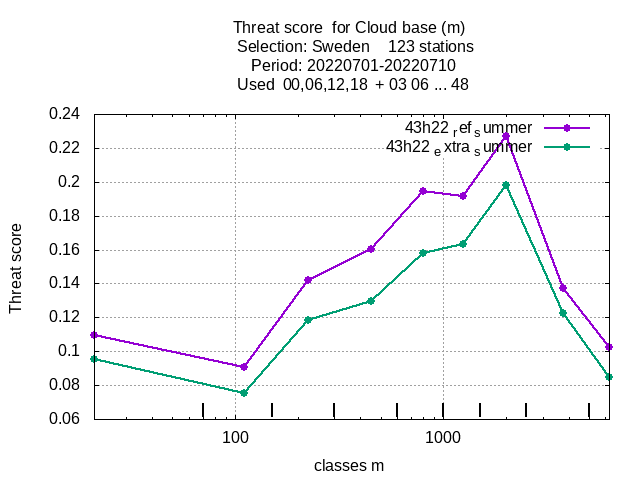 Threat score  for Cloud base (m)
Selection: Sweden    123 stations
Period: 20220701-20220710
Used  00,06,12,18  + 03 06 ... 48
0.24
0.22
0.2
0.18
0.16
0.14
0.12
0.1
0.08
0.06
Threat score
43h22 ref summer
43h22 extra summer
100
1000
classes m